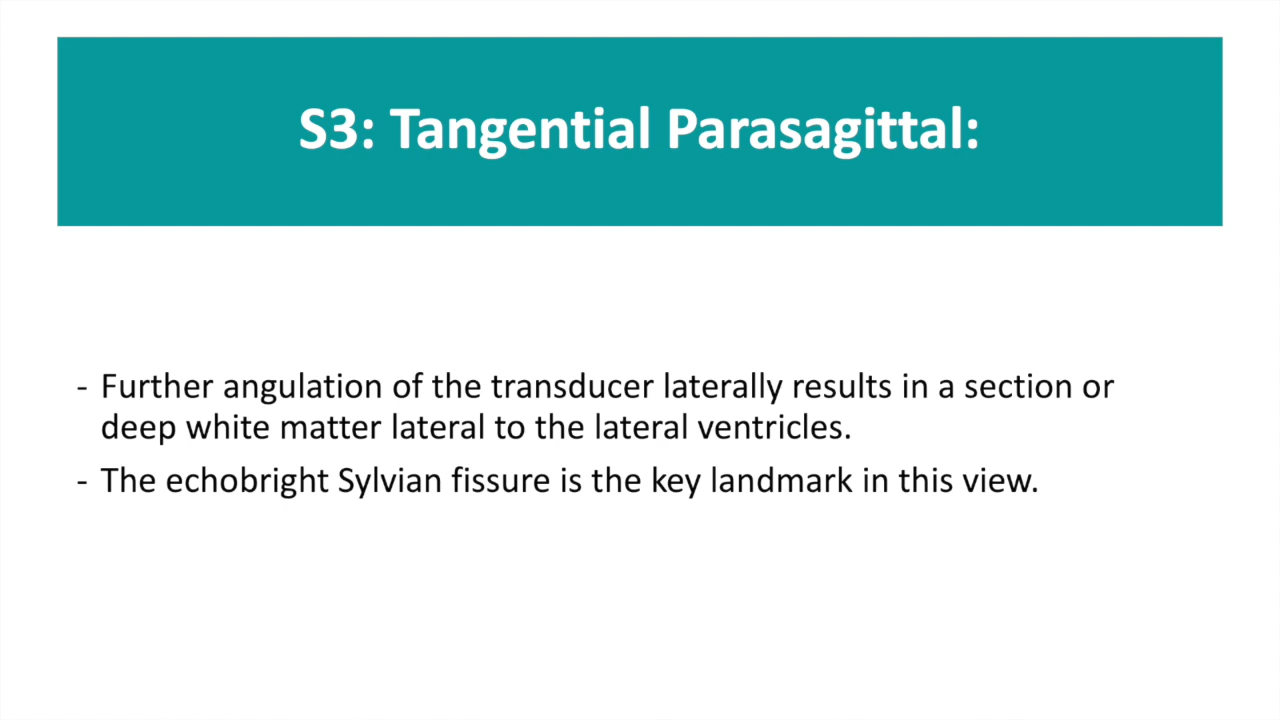 S3: Tangential Parasagittal:
- Further angulation of the transducer laterally results in a section or
deep white matter lateral to the lateral ventricles.
- The echobright Sylvian fissure is the key landmark in this view.